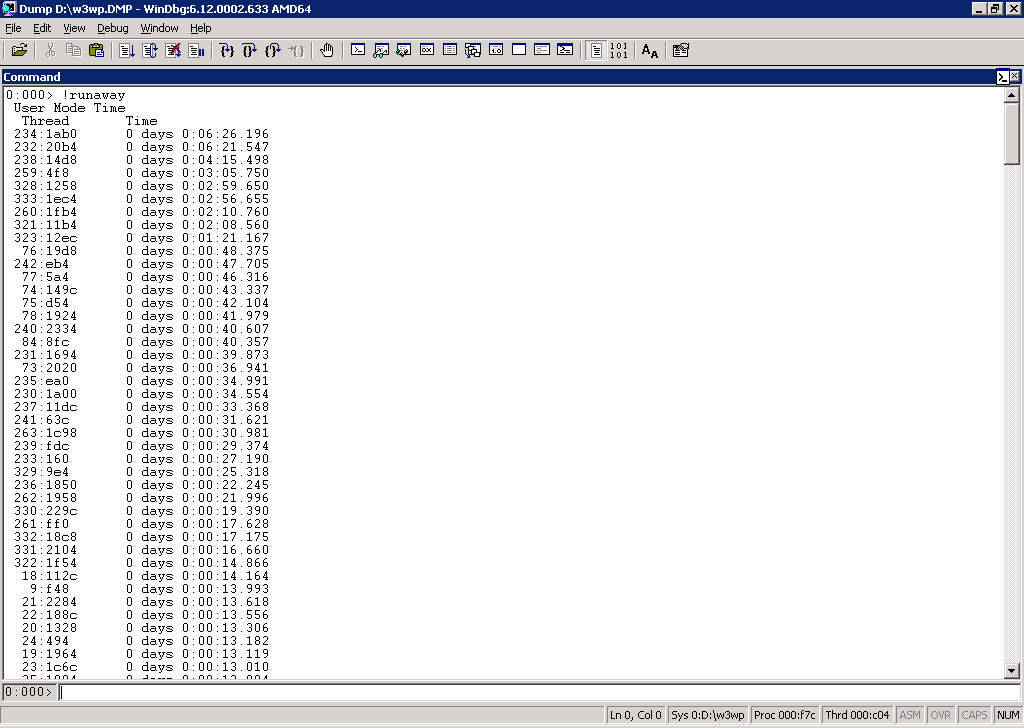 Dump D:\w3wp.DMP - WinDbg:6.12.0002.633 AMD64
File Edit View Debug Window Help
Command
0:000> !runaway
User Mode Time
Thread Time
234:1ab0 0 days 0:06:26.196
232:20b4 0 days 0:06:21.547
238:14d8 0 days 0:04:15.498
259:4f8 0 days 0:03:05.750
328:1258 0 days 0:02:59.650
333:1ec4 0 days 0:02:56.655
260:1fb4 0 days 0:02:10.760
321:11b4 0 days 0:02:08.560
323:12ec 0 days 0:01:21.167
76:19d8 0 days 0:00:48.375
242:eb4 0 days 0:00:47.705
77:5a4 0 days 0:00:46.316
74:149c 0 days 0:00:43.337
75:d54 0 days 0:00:42.104
78:1924 0 days 0:00:41.979
240:2334 0 days 0:00:40.607
84:8fc 0 days 0:00:40.357
231:1694 0 days 0:00:39.873
73:2020 0 days 0:00:36.941
235:ea0 0 days 0:00:34.991
230:1a00 0 days 0:00:34.554
237:11dc 0 days 0:00:33.368
241:63c 0 days 0:00:31.621
263:1c98 0 days 0:00:30.981
239:fdc 0 days 0:00:29.374
233:160 0 days 0:00:27.190
329:9e4 0 days 0:00:25.318
236:1850 0 days 0:00:22.245
262:1958 0 days 0:00:21.996
330:229c 0 days 0:00:19.390
261:ff0 0 days 0:00:17.628
332:18c8 0 days 0:00:17.175
331:2104 0 days 0:00:16.660
322:1f54 0 days 0:00:14.866
18:112c 0 days 0:00:14.164
9:f48 0 days 0:00:13.993
21:2284 0 days 0:00:13.618
22:188c 0 days 0:00:13.556
20:1328 0 days 0:00:13.306
24:494 0 days 0:00:13.182
19:1964 0 days 0:00:13.119
23:1c6c 0 days 0:00:13.010
0:000>
Ln 0, Col 0 Sys 0:D:\w3wp Proc 000:f7c Thrd 000:c04 ASM OVR CAPS NUM